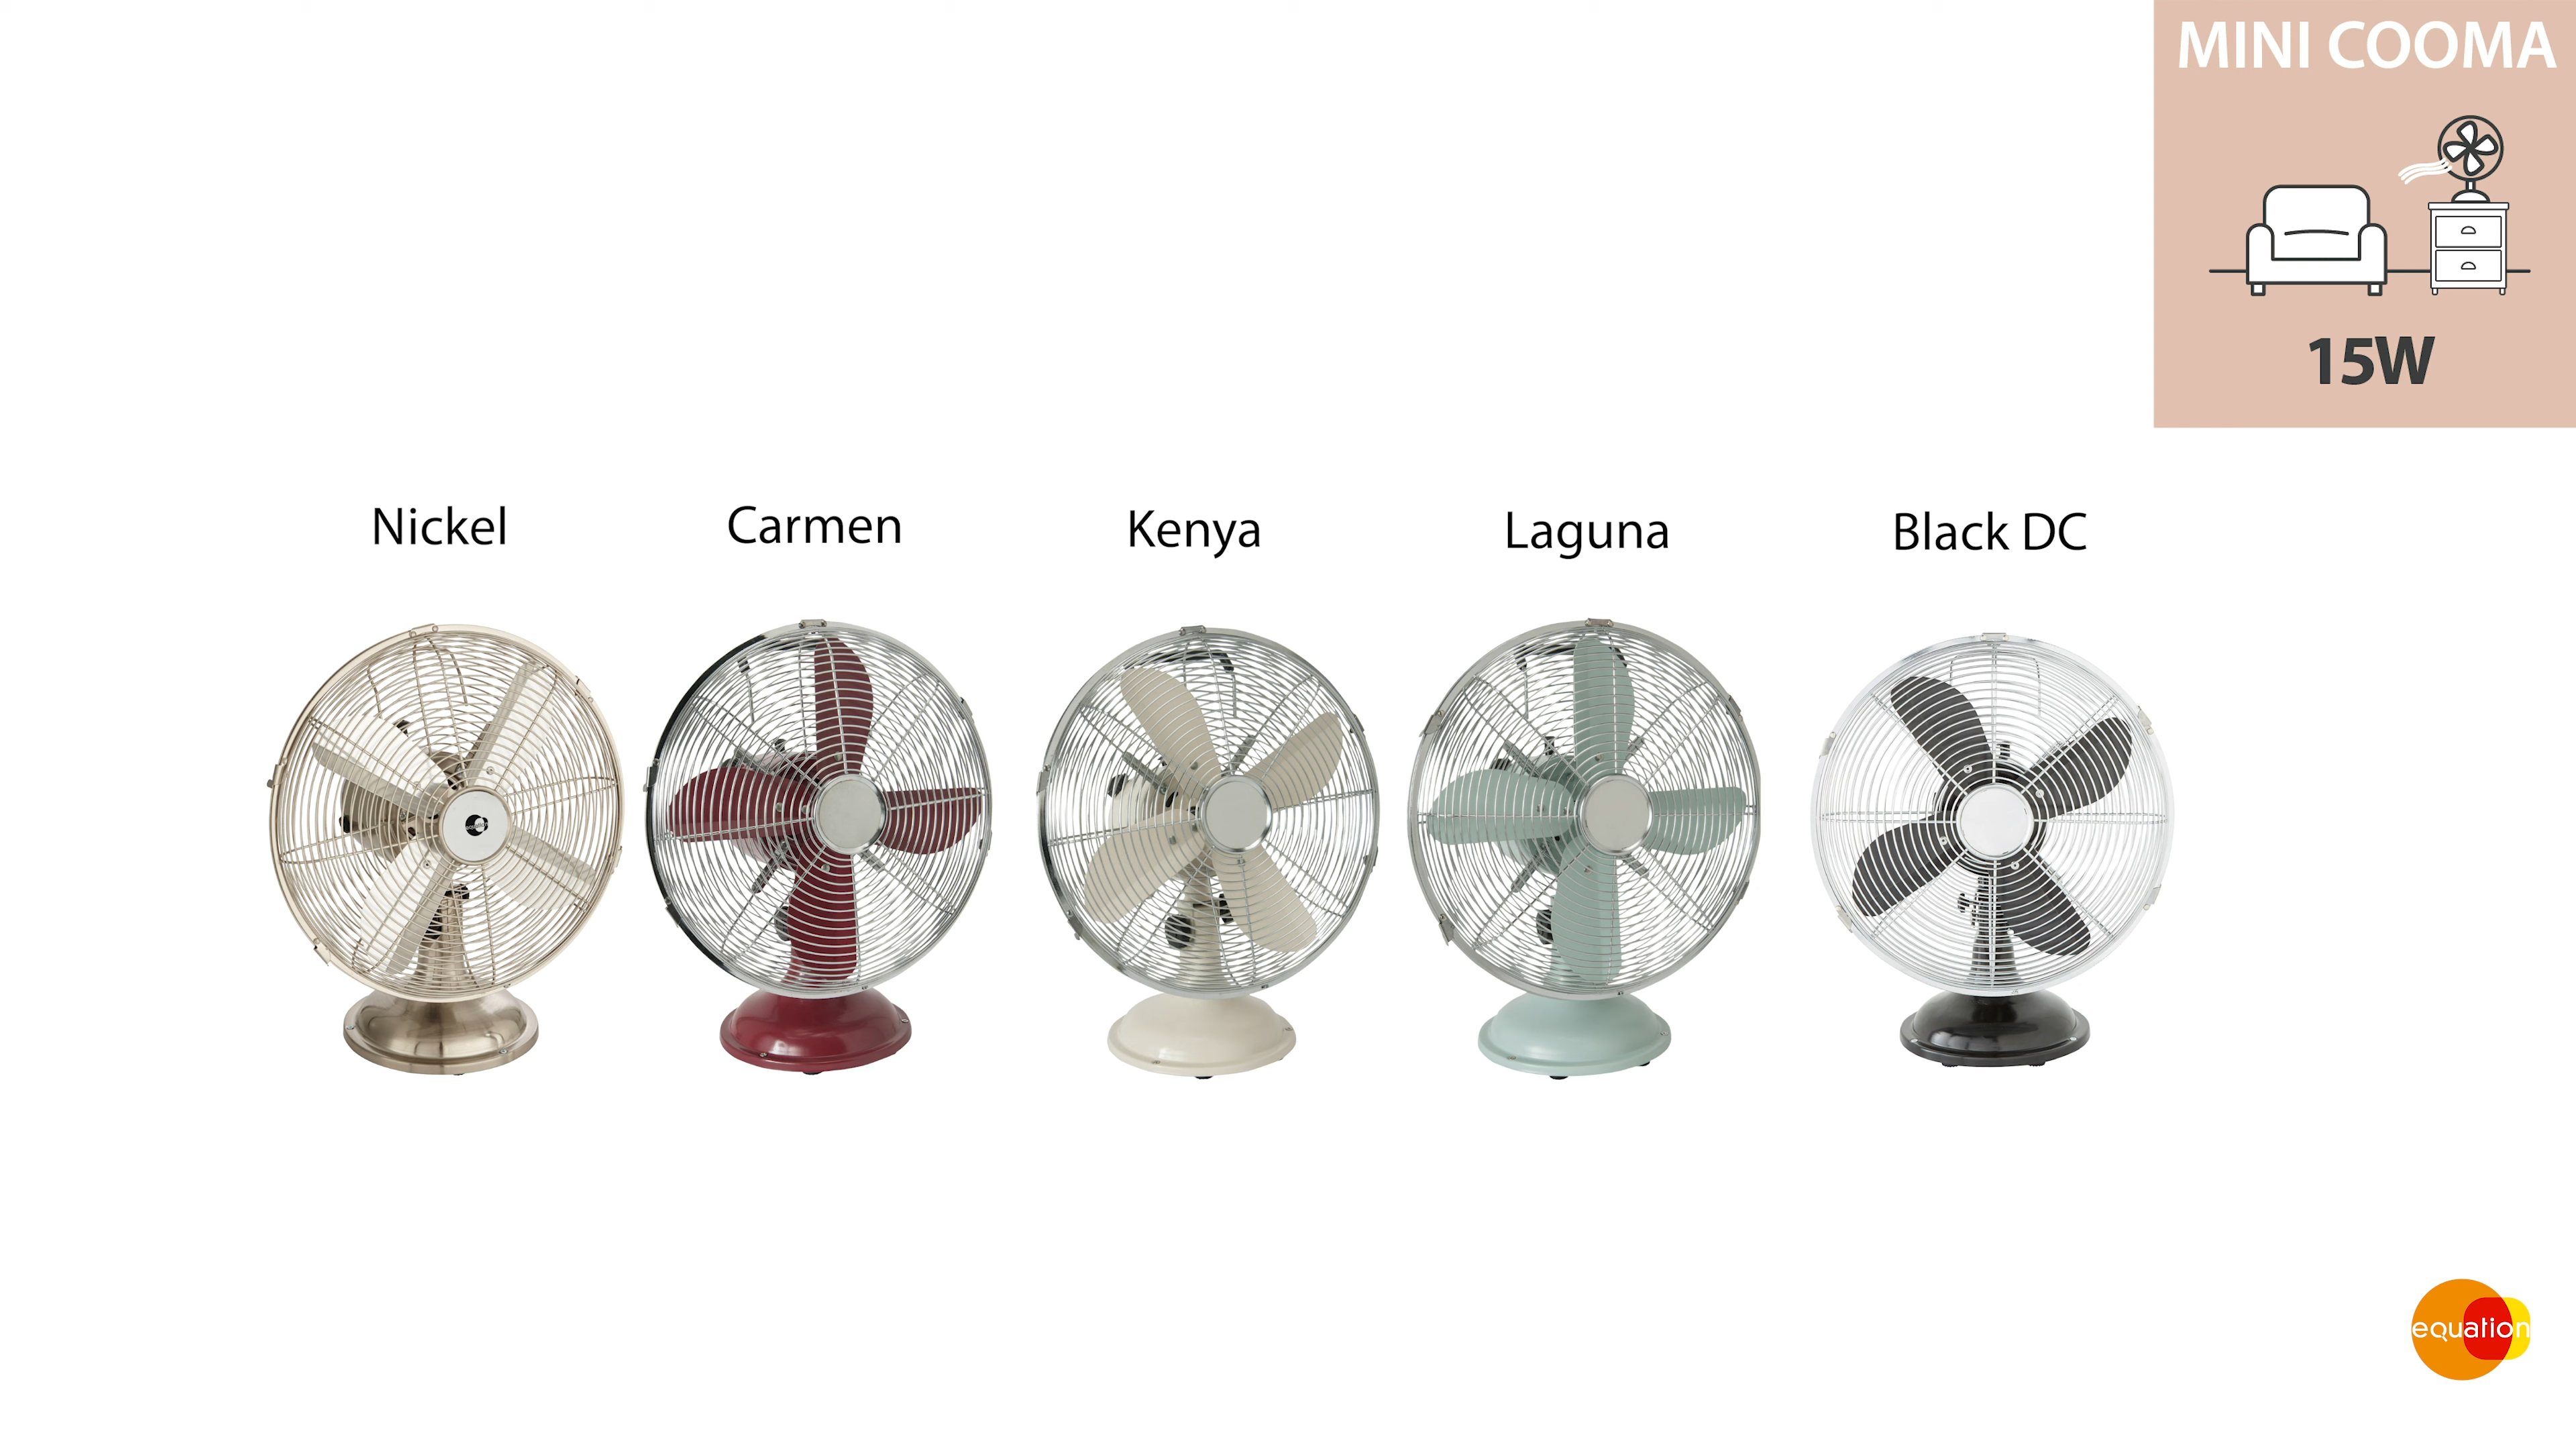 MINI COOMA
15W
Nickel
Carmen
Kenya
Laguna
Black DC
equation